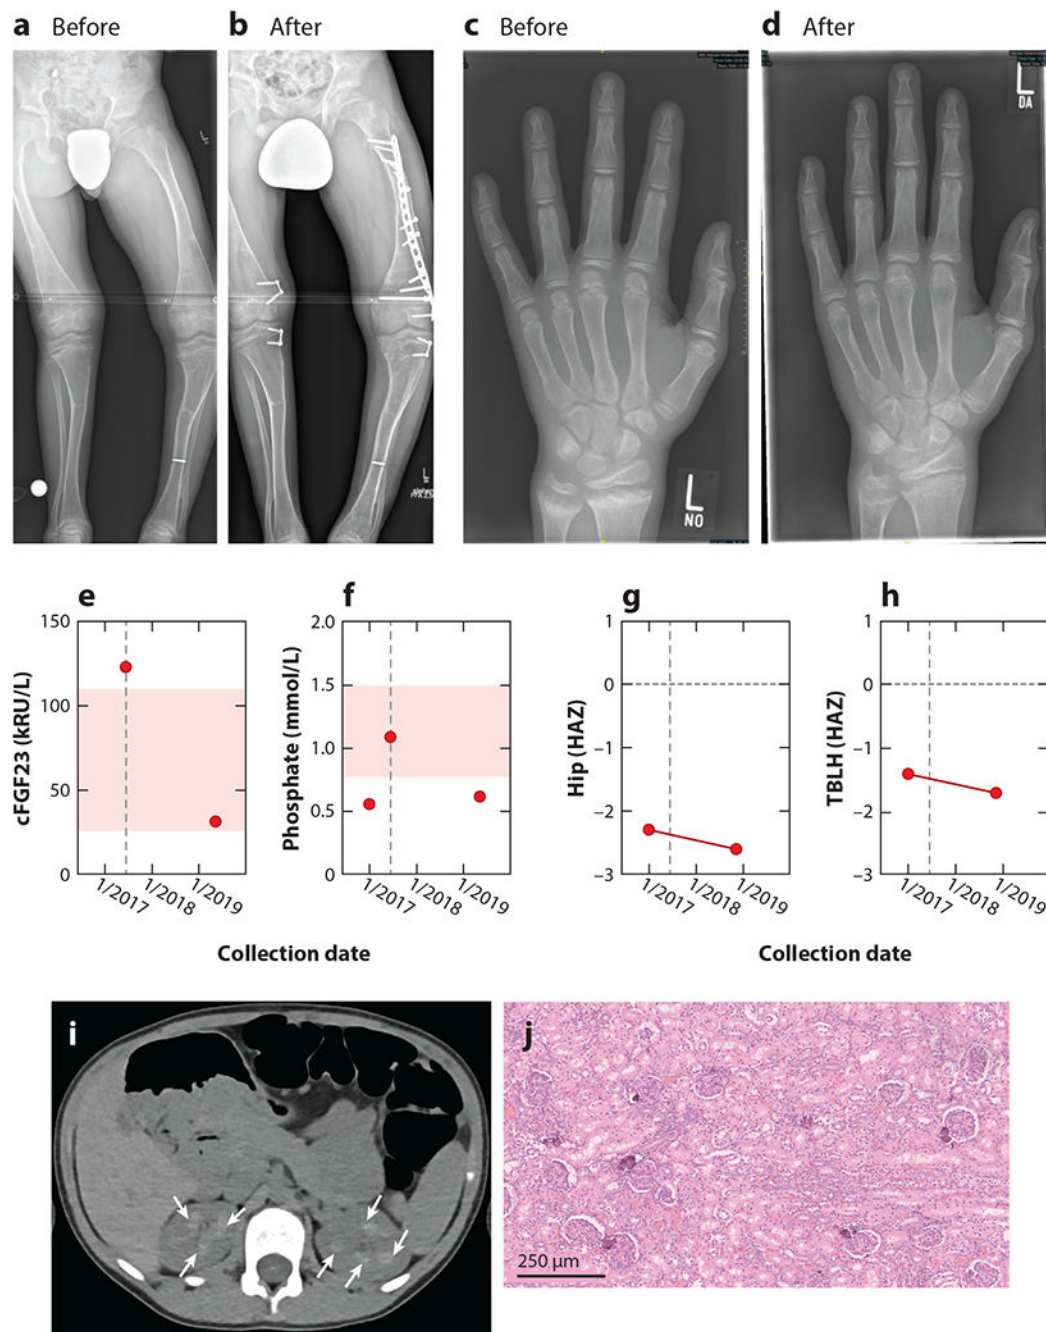 a Before
b After
c Before
d After
L
L
L
NO
L
DA
e
f
g
h
150
100
50
0
cFGF23 (kRU/L)
1/2017
1/2018
1/2019
2.0
1.5
1.0
0.5
0
Phosphate (mmol/L)
1/2017
1/2018
1/2019
1
0
−1
−2
−3
Hip (HAZ)
1/2017
1/2018
1/2019
1
0
−1
−2
−3
TBLH (HAZ)
1/2017
1/2018
1/2019
Collection date
Collection date
i
j
250 μm